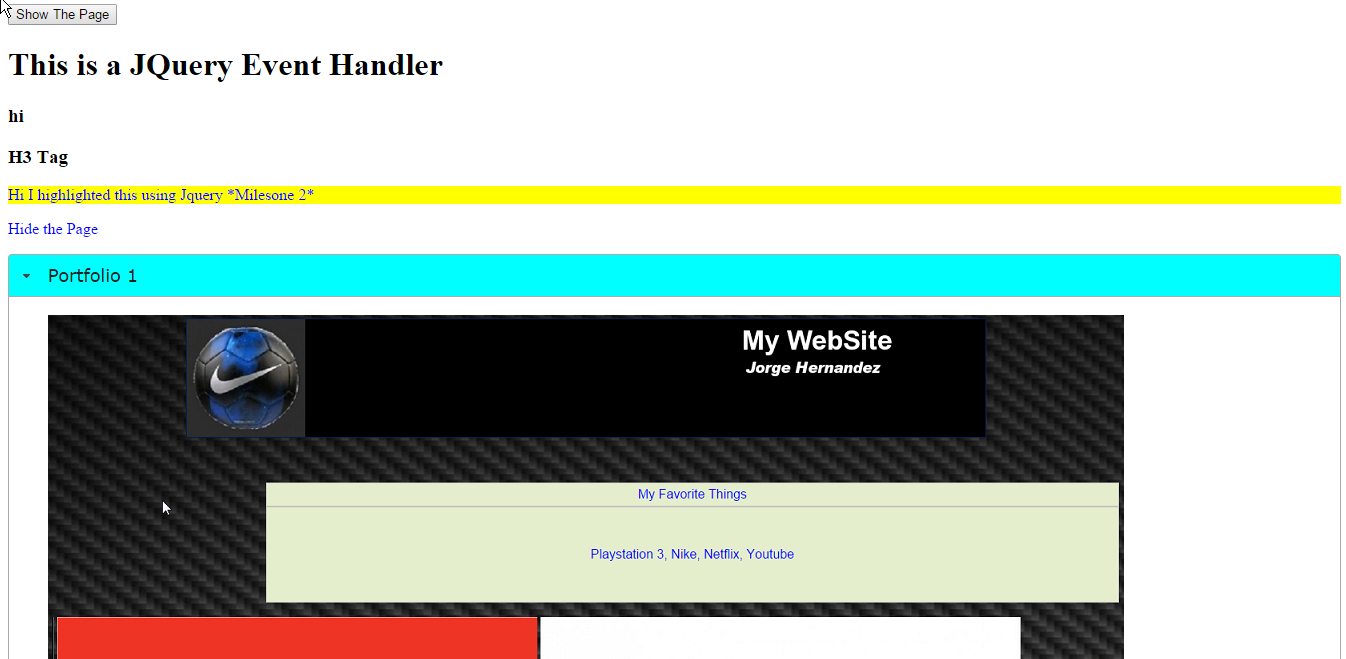 Show The Page
This is a JQuery Event Handler
hi
H3 Tag
Hi I highlighted this using Jquery *Milesone 2*
Hide the Page
Portfolio 1
My WebSite
Jorge Hernandez
My Favorite Things
Playstation 3, Nike, Netflix, Youtube